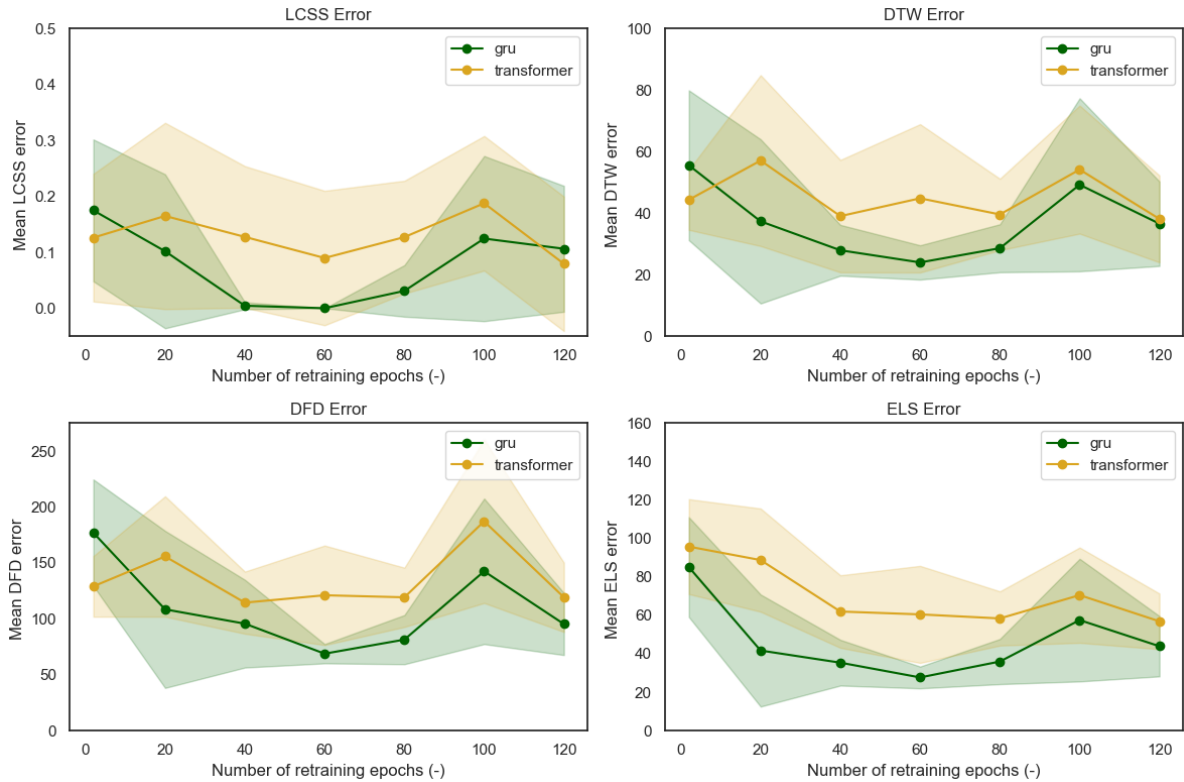 LCSS Error
Mean LCSS error
0.5
0.4
0.3
0.2
0.1
0.0
gru
transformer
0 20 40 60 80 100 120
Number of retraining epochs (-)
DTW Error
Mean DTW error
100
80
60
40
20
0
gru
transformer
0 20 40 60 80 100 120
Number of retraining epochs (-)
DFD Error
Mean DFD error
250
200
150
100
50
0
gru
transformer
0 20 40 60 80 100 120
Number of retraining epochs (-)
ELS Error
Mean ELS error
160
140
120
100
80
60
40
20
0
gru
transformer
0 20 40 60 80 100 120
Number of retraining epochs (-)